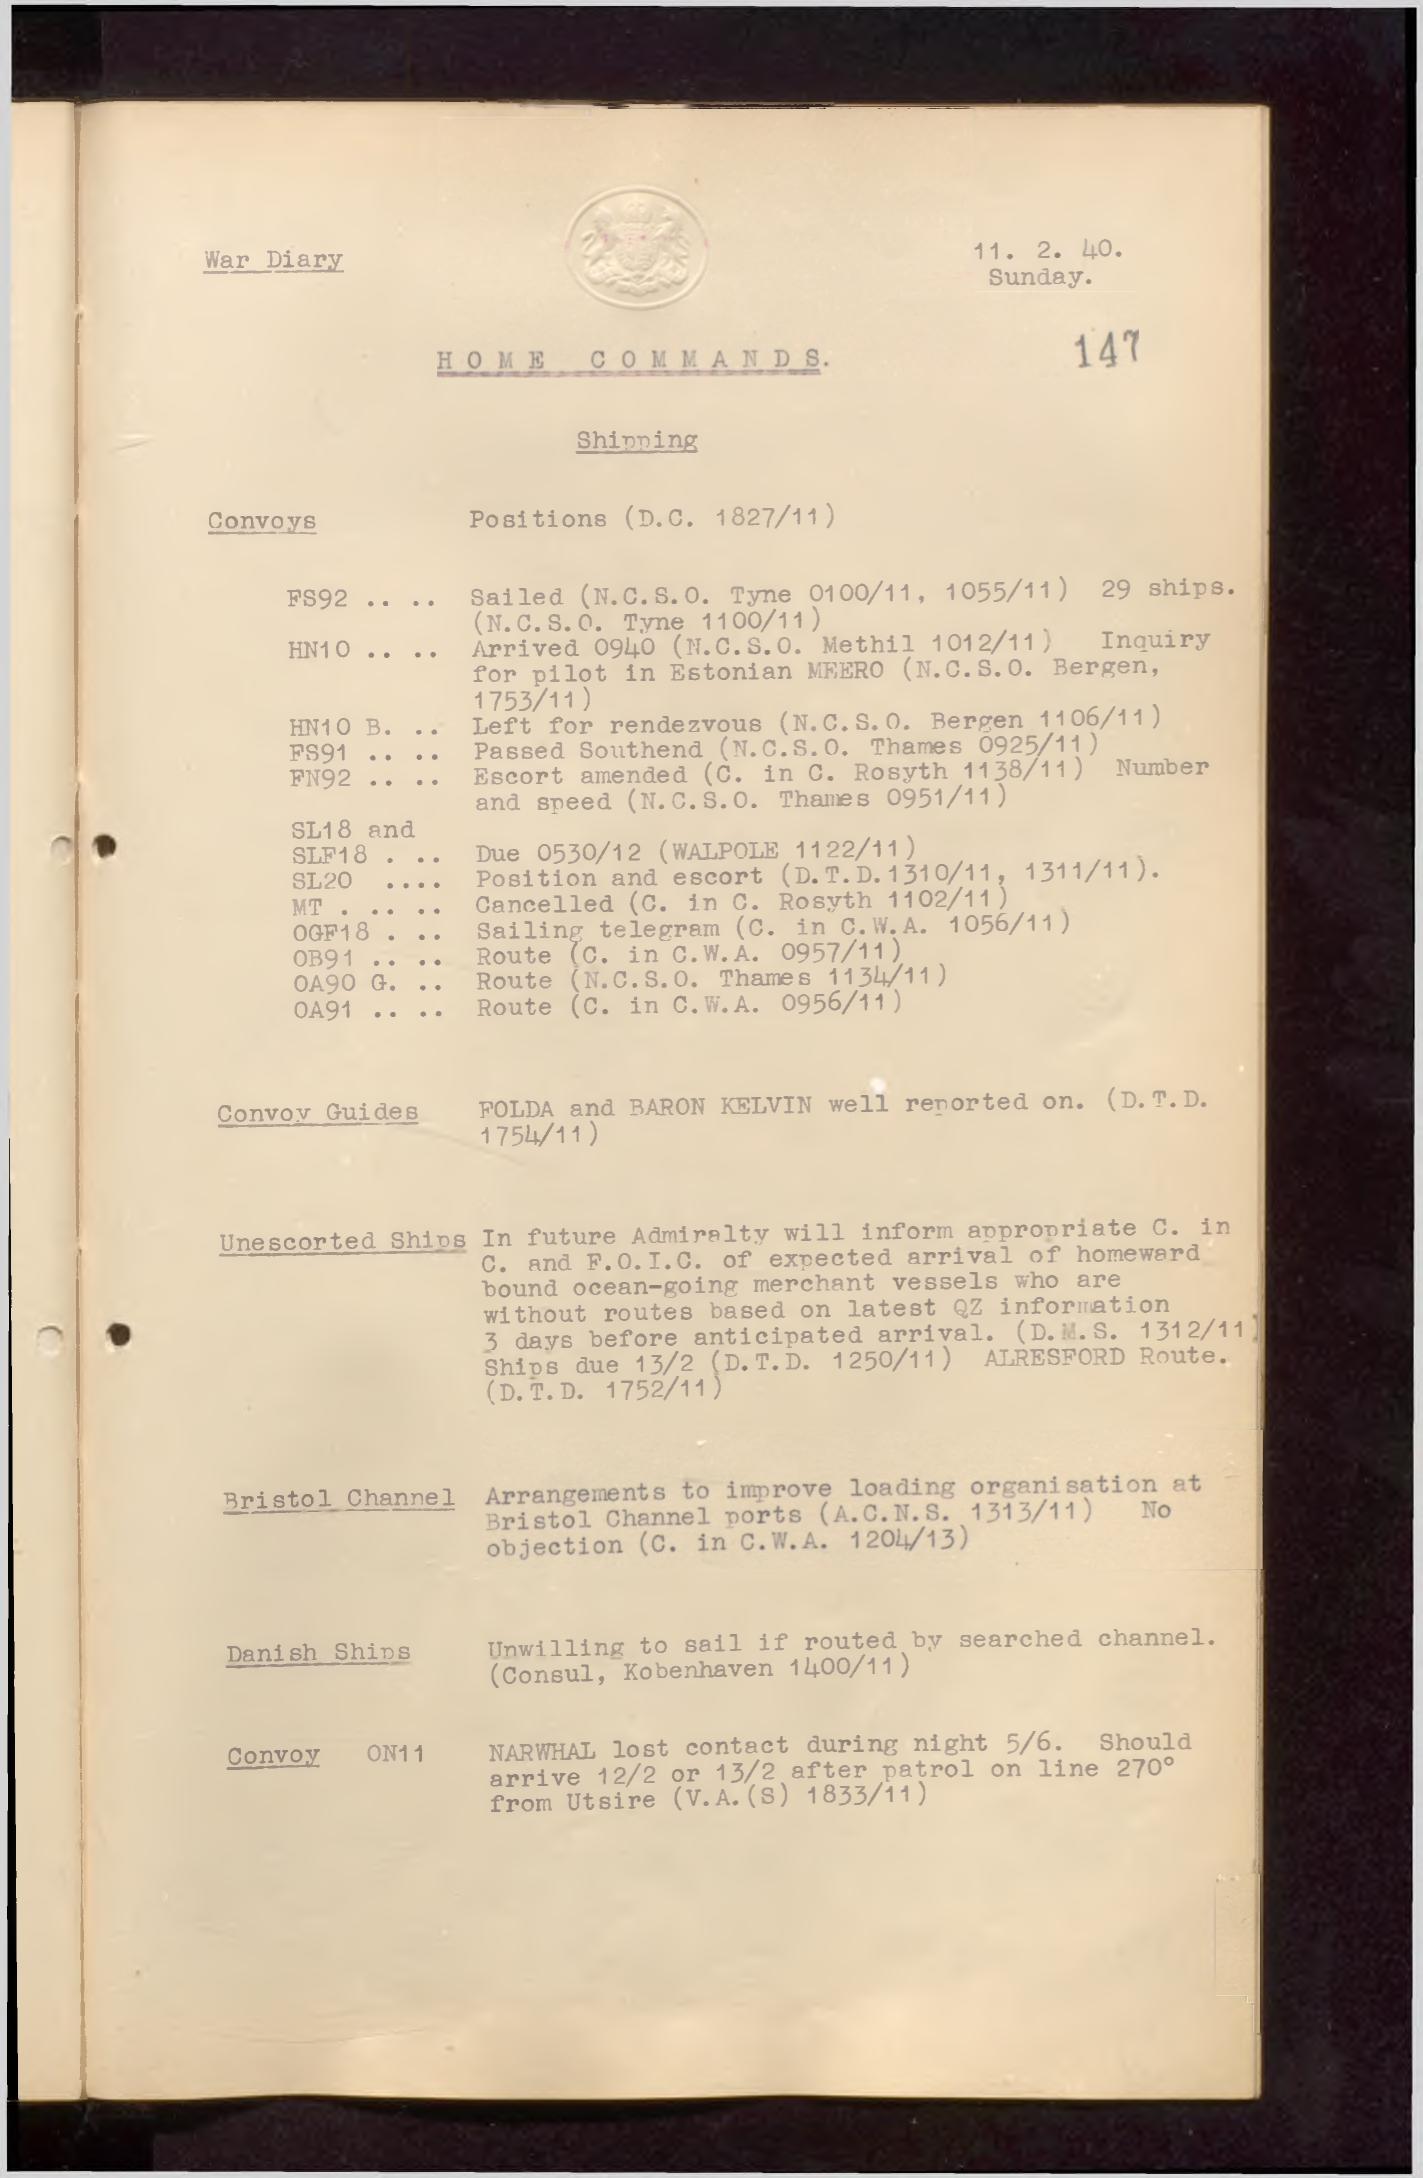 War Diary
11. 2. 40.
Sunday.
HOME COMMANDS.
147
Shipping
Convoys Positions (D.C. 1827/11)
FS92 .. .. Sailed (N.C.S.O. Tyne 0100/11, 1055/11) 29 ships.
(N.C.S.O. Tyne 1100/11)
HN10 .. .. Arrived 0940 (N.C.S.O. Methil 1012/11) Inquiry
for pilot in Estonian MEERO (N.C.S.O. Bergen,
1753/11)
HN10 B. .. Left for rendezvous (N.C.S.O. Bergen 1106/11)
FS91 .. .. Passed Southend (N.C.S.O. Thames 0925/11)
FN92 .. .. Escort amended (C. in C. Rosyth 1138/11) Number
and speed (N.C.S.O. Thames 0951/11)
SL18 and
SLF18 . .. Due 0530/12 (WALPOLE 1122/11)
SL20 .... Position and escort (D.T.D.1310/11, 1311/11).
MT . .. .. Cancelled (C. in C. Rosyth 1102/11)
OGF18 . .. Sailing telegram (C. in C.W.A. 1056/11)
OB91 .. .. Route (C. in C.W.A. 0957/11)
OA90 G. .. Route (N.C.S.O. Thames 1134/11)
OA91 .. .. Route (C. in C.W.A. 0956/11)
Convoy Guides FOLDA and BARON KELVIN well reported on. (D.T.D.
1754/11)
Unescorted Ships In future Admiralty will inform appropriate C. in
C. and F.O.I.C. of expected arrival of homeward
bound ocean-going merchant vessels who are
without routes based on latest QZ information
3 days before anticipated arrival. (D.M.S. 1312/11)
Ships due 13/2 (D.T.D. 1250/11) ALRESFORD Route.
(D.T.D. 1752/11)
Bristol Channel Arrangements to improve loading organisation at
Bristol Channel ports (A.C.N.S. 1313/11) No
objection (C. in C.W.A. 1204/13)
Danish Ships Unwilling to sail if routed by searched channel.
(Consul, Kobenhaven 1400/11)
Convoy ON11 NARWHAL lost contact during night 5/6. Should
arrive 12/2 or 13/2 after patrol on line 270°
from Utsire (V.A.(S) 1833/11)